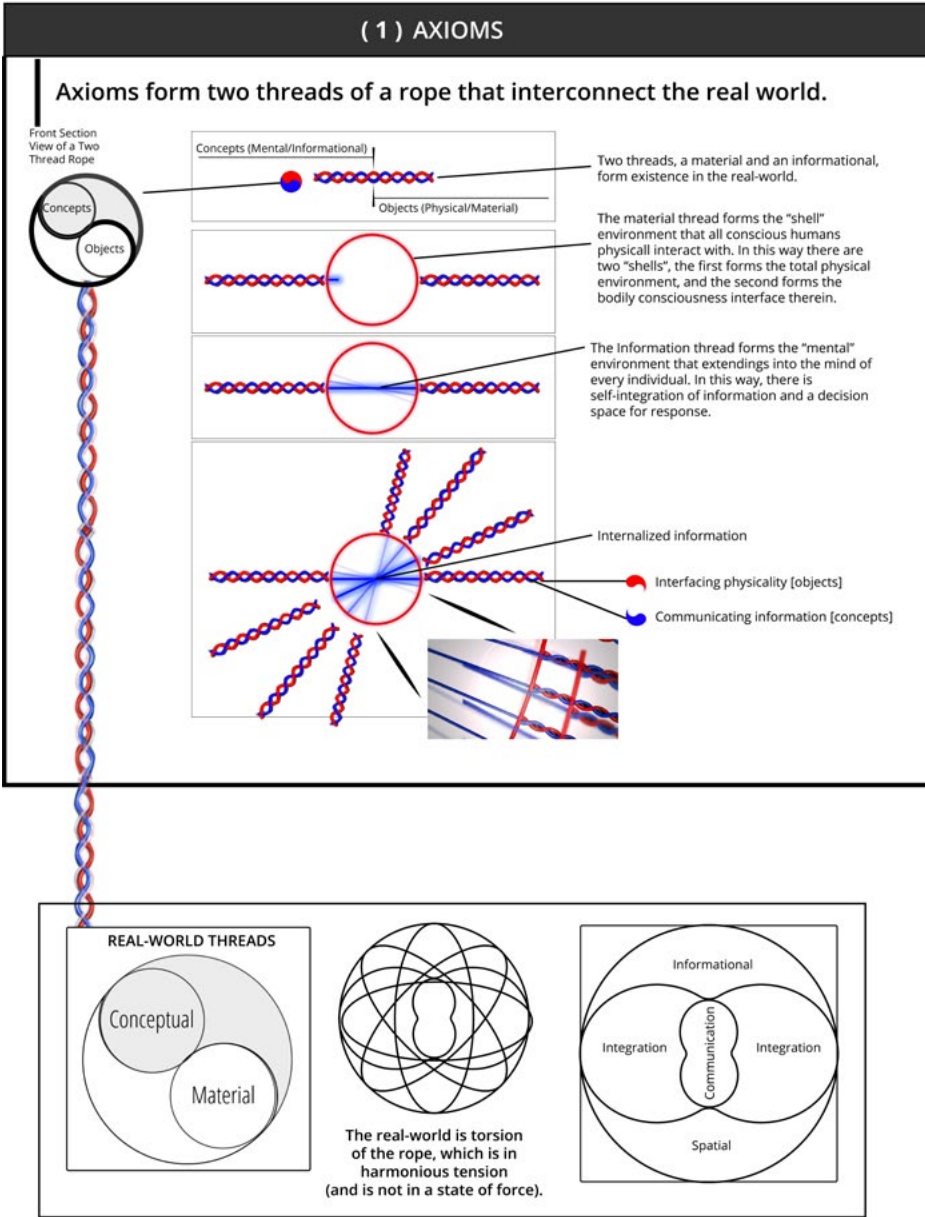 ( 1 ) AXIOMS
Axioms form two threads of a rope that interconnect the real world.
Front Section
View of a Two
Thread Rope
Concepts
Objects
Concepts (Mental/Informational)
Objects (Physical/Material)
Two threads, a material and an informational,
form existence in the real-world.
The material thread forms the “shell”
environment that all conscious humans
physicall interact with. In this way there are
two “shells”, the first forms the total physical
environment, and the second forms the
bodily consciousness interface therein.
The Information thread forms the “mental”
environment that extendings into the mind of
every individual. In this way, there is
self-integration of information and a decision
space for response.
Internalized information
Interfacing physicality [objects]
Communicating information [concepts]
REAL-WORLD THREADS
Conceptual
Material
The real-world is torsion
of the rope, which is in
harmonious tension
(and is not in a state of force).
Informational
Integration
Communication
Integration
Spatial